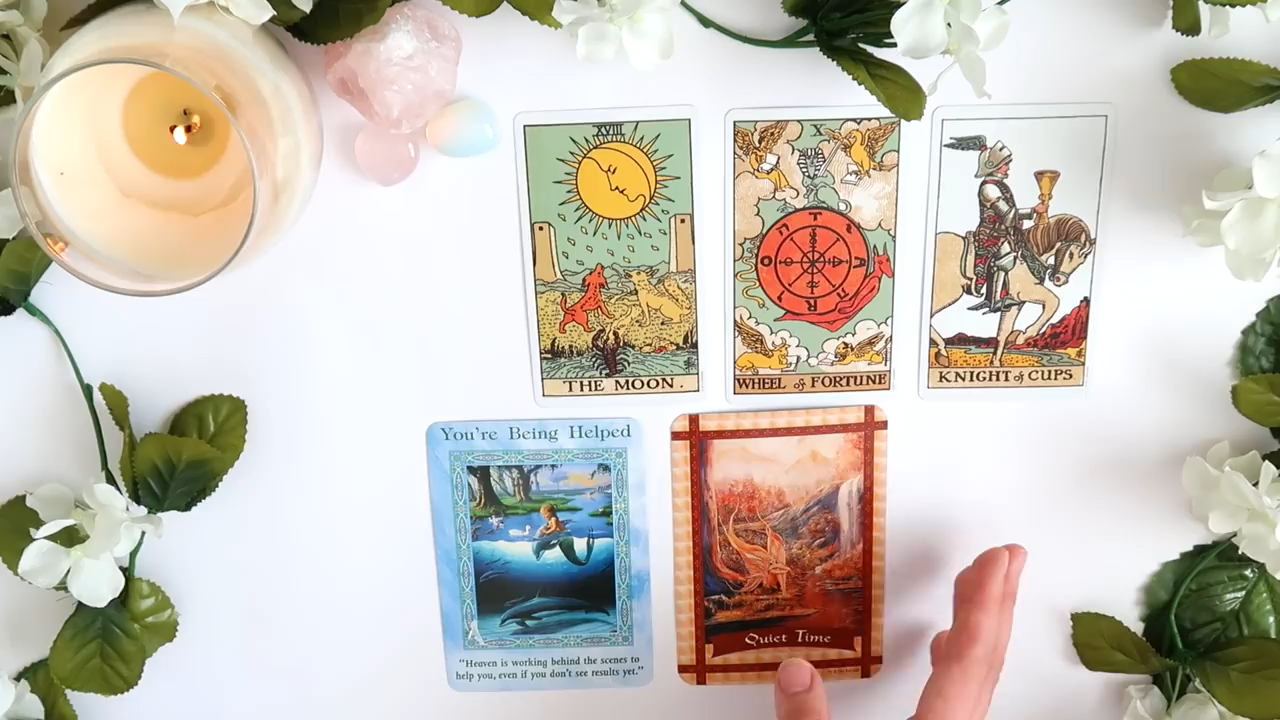 XVIII
THE MOON.
X
T
A
R
O
WHEEL of FORTUNE
KNIGHT of CUPS
You're Being Helped
"Heaven is working behind the scenes to
help you, even if you don't see results yet."
Quiet Time